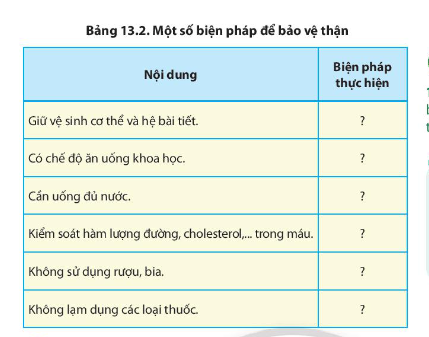 Bảng 13.2. Một số biện pháp để bảo vệ thận
Nội dung
Biện pháp
thực hiện
Giữ vệ sinh cơ thể và hệ bài tiết.
?
Có chế độ ăn uống khoa học.
?
Cần uống đủ nước.
?
Kiểm soát hàm lượng đường, cholesterol,... trong máu.
?
Không sử dụng rượu, bia.
?
Không lạm dụng các loại thuốc.
?